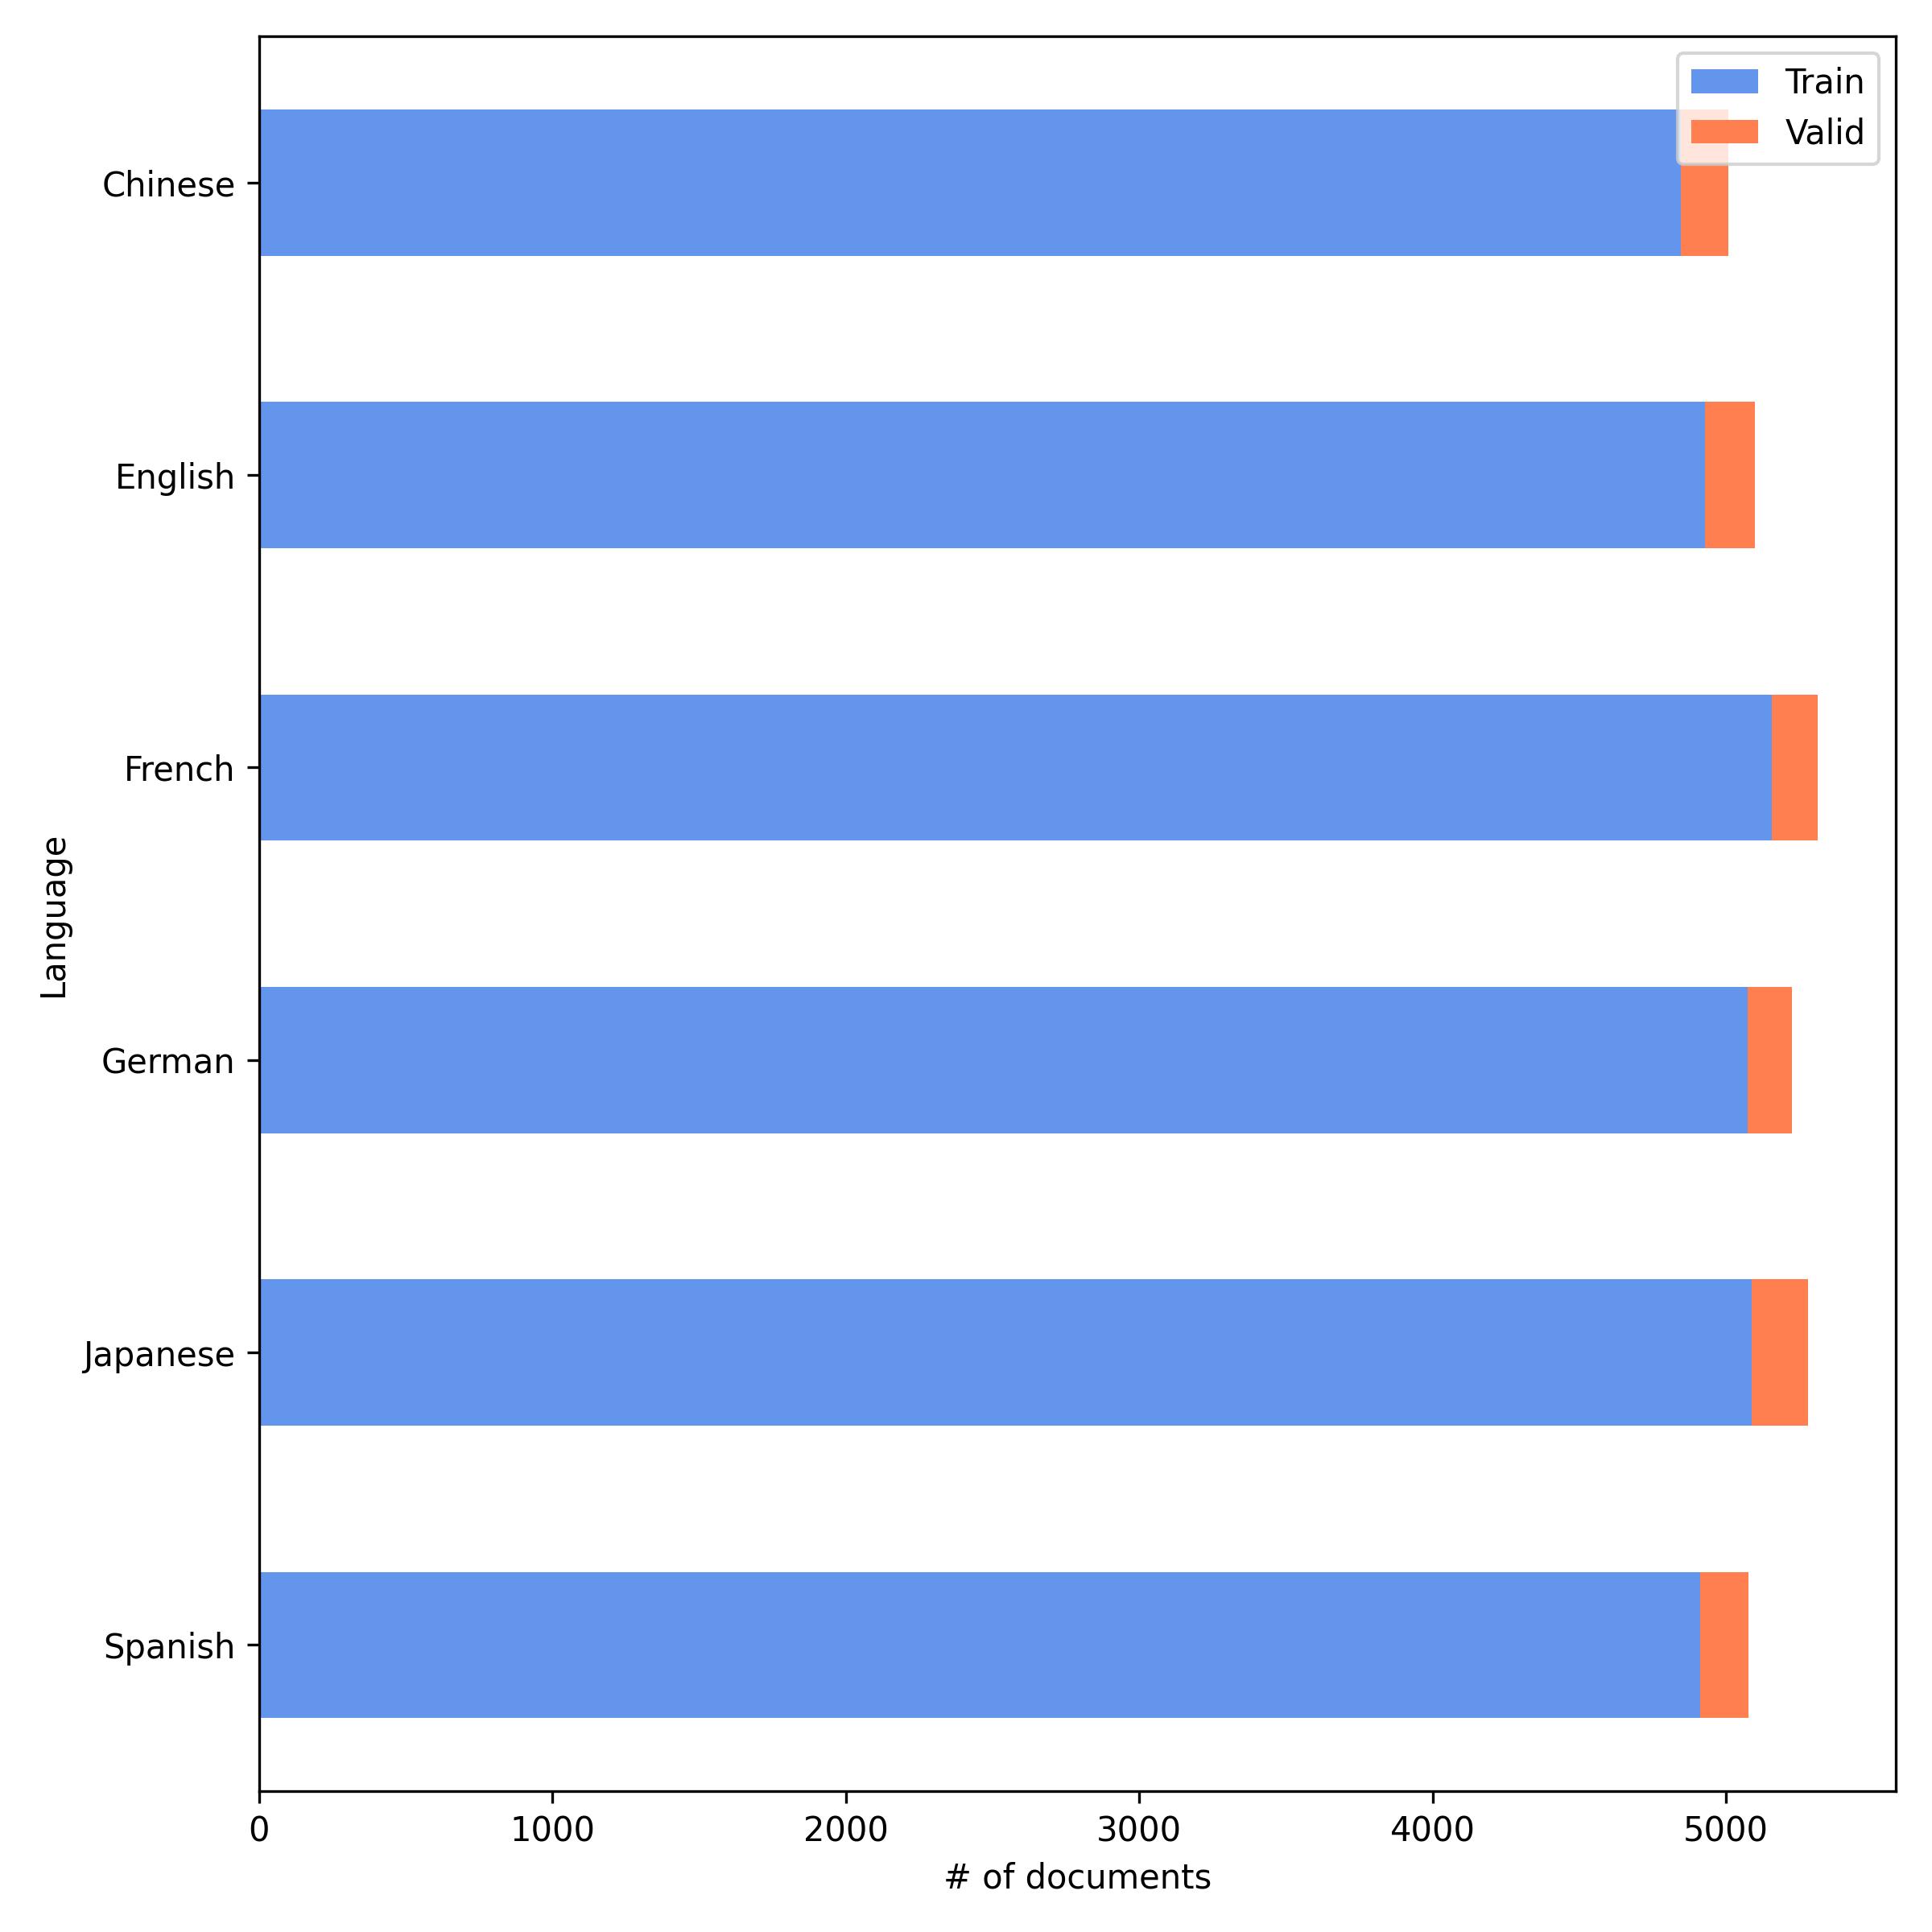 Train
Valid
Chinese
English
French
German
Japanese
Spanish
Language
0 1000 2000 3000 4000 5000
# of documents